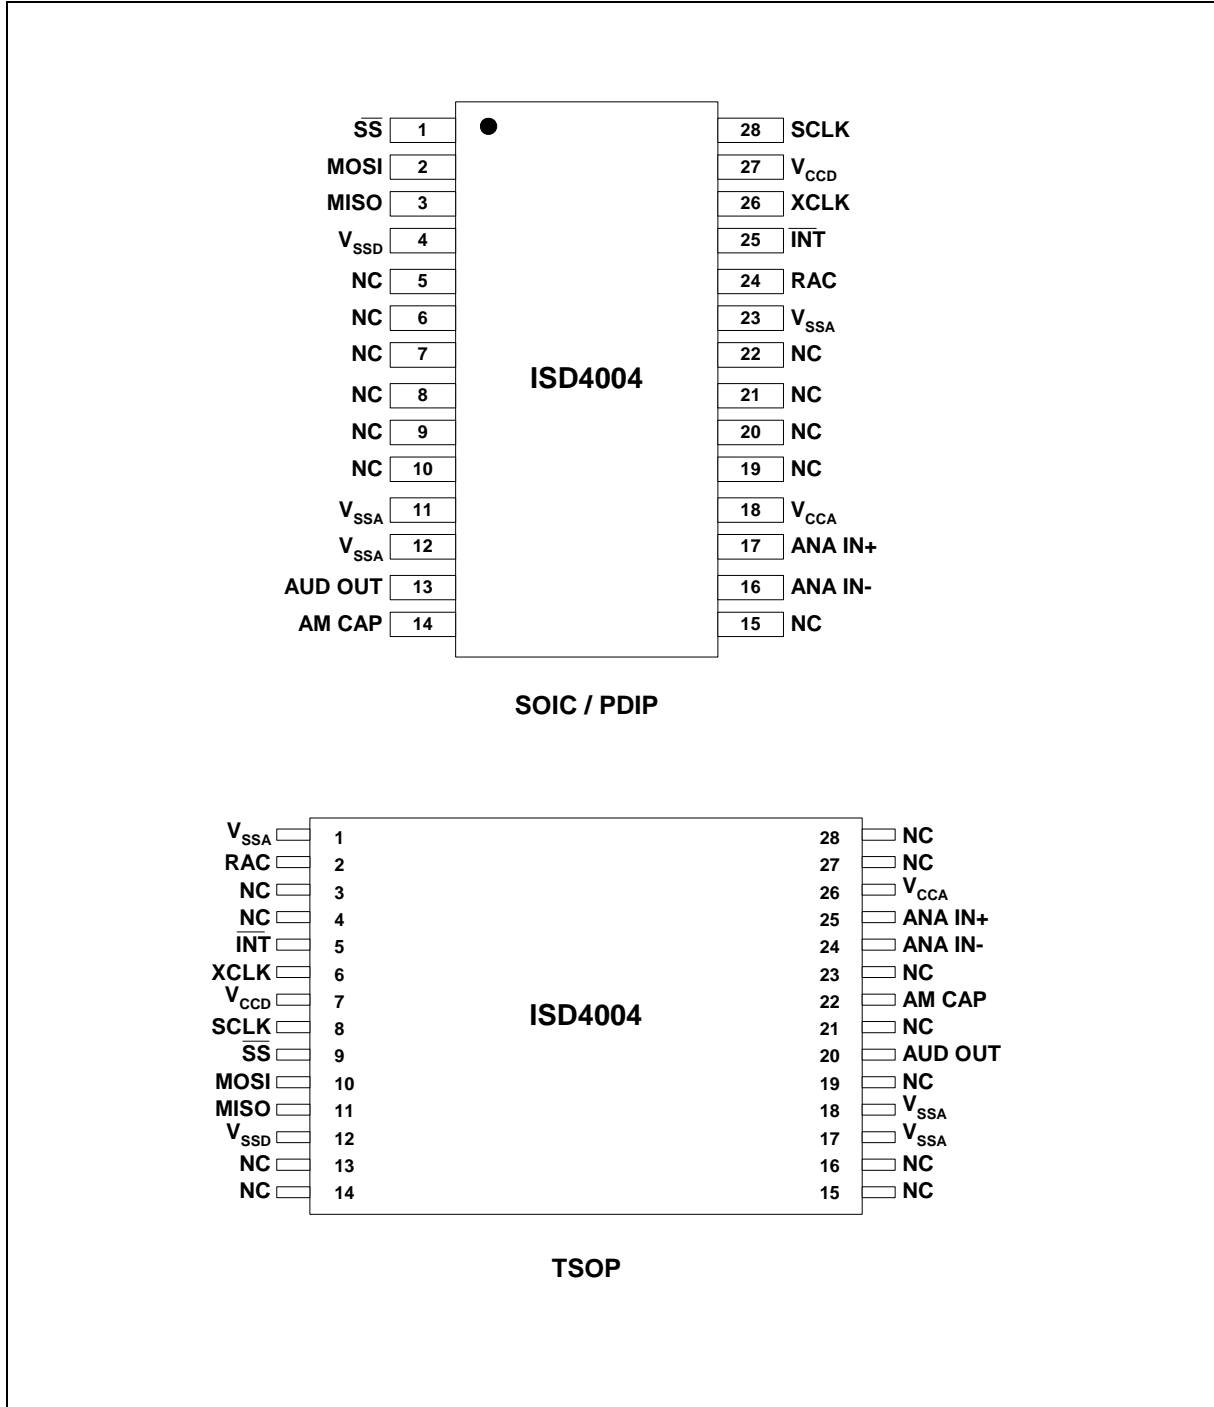 S̅S̅ 1 28 SCLK
MOSI 2 27 VCCD
MISO 3 26 XCLK
VSSD 4 25 I̅N̅T̅
NC 5 24 RAC
NC 6 23 VSSA
NC 7 22 NC
ISD4004
NC 8 21 NC
NC 9 20 NC
NC 10 19 NC
VSSA 11 18 VCCA
VSSA 12 17 ANA IN+
AUD OUT 13 16 ANA IN-
AM CAP 14 15 NC
SOIC / PDIP
VSSA 1 28 NC
RAC 2 27 NC
NC 3 26 VCCA
NC 4 25 ANA IN+
I̅N̅T̅ 5 24 ANA IN-
XCLK 6 23 NC
VCCD 7 22 AM CAP
ISD4004
SCLK 8 21 NC
S̅S̅ 9 20 AUD OUT
MOSI 10 19 NC
MISO 11 18 VSSA
VSSD 12 17 VSSA
NC 13 16 NC
NC 14 15 NC
TSOP